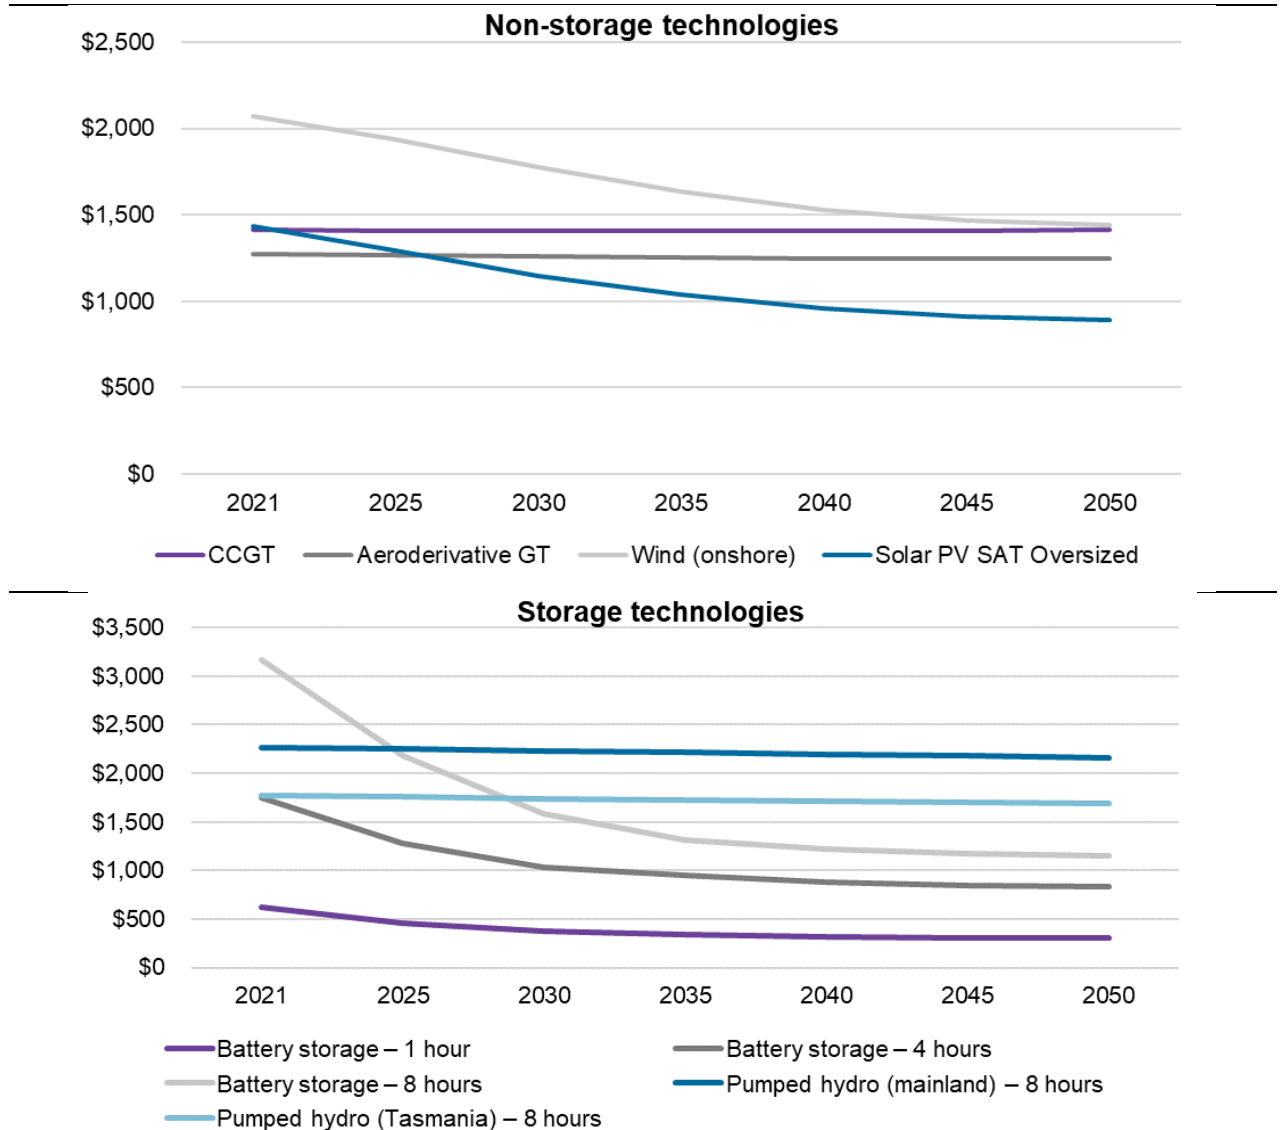 Non-storage technologies
$2,500
$2,000
$1,500
$1,000
$500
$0
2021 2025 2030 2035 2040 2045 2050
CCGT Aeroderivative GT Wind (onshore) Solar PV SAT Oversized
Storage technologies
$3,500
$3,000
$2,500
$2,000
$1,500
$1,000
$500
$0
2021 2025 2030 2035 2040 2045 2050
Battery storage – 1 hour Battery storage – 4 hours
Battery storage – 8 hours Pumped hydro (mainland) – 8 hours
Pumped hydro (Tasmania) – 8 hours